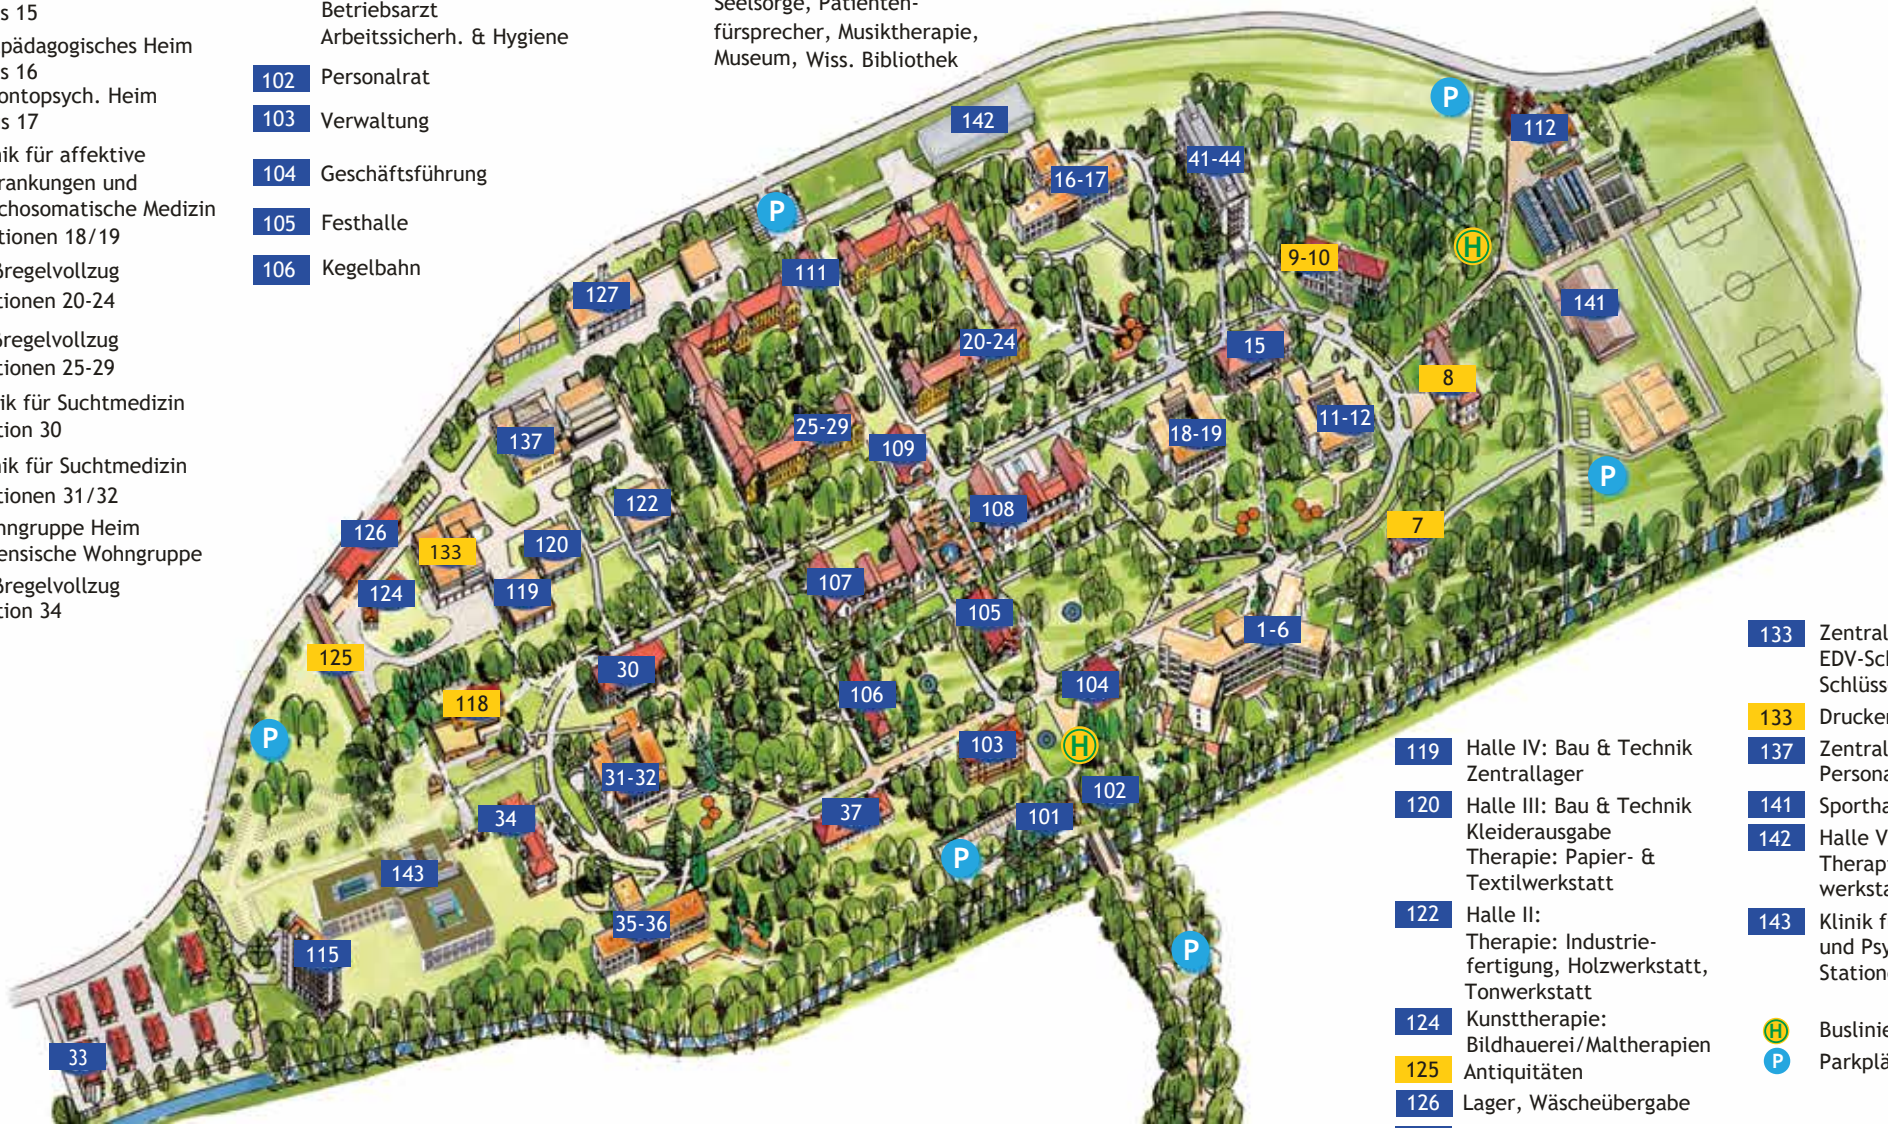 s 15
pädagogisches Heim
s 16
ontopsych. Heim
s 17
nik für affektive
rankungen und
chosomatische Medizin
tionen 18/19
ßregelvollzug
tionen 20-24
ßregelvollzug
tionen 25-29
ik für Suchtmedizin
tion 30
nik für Suchtmedizin
tionen 31/32
hngruppe Heim
ensische Wohngruppe
ßregelvollzug
tion 34
Betriebsarzt
Arbeitssicherh. & Hygiene
102 Personalrat
103 Verwaltung
104 Geschäftsführung
105 Festhalle
106 Kegelbahn
Seelsorge, Patienten-
fürsprecher, Musiktherapie,
Museum, Wiss. Bibliothek
P
112
142
41-44
16-17
P
H
9-10
111
127
141
20-24
15
8
25-29
11-12
18-19
137
109
P
122
108
7
126
133
120
107
124
119
105
1-6
125
30
104
106
118
P
103
H
31-32
102
37
101
34
P
143
35-36
P
115
33
119 Halle IV: Bau & Technik
Zentrallager
120 Halle III: Bau & Technik
Kleiderausgabe
Therapie: Papier- &
Textilwerkstatt
122 Halle II:
Therapie: Industrie-
fertigung, Holzwerkstatt,
Tonwerkstatt
124 Kunsttherapie:
Bildhauerei/Maltherapien
125 Antiquitäten
126 Lager, Wäscheübergabe
133 Zentral
EDV-Sch
Schlüss
133 Drucker
137 Zentral
Persona
141 Sportha
142 Halle V
Therap
werksta
143 Klinik f
und Psy
Station
H Buslinie
P Parkplä